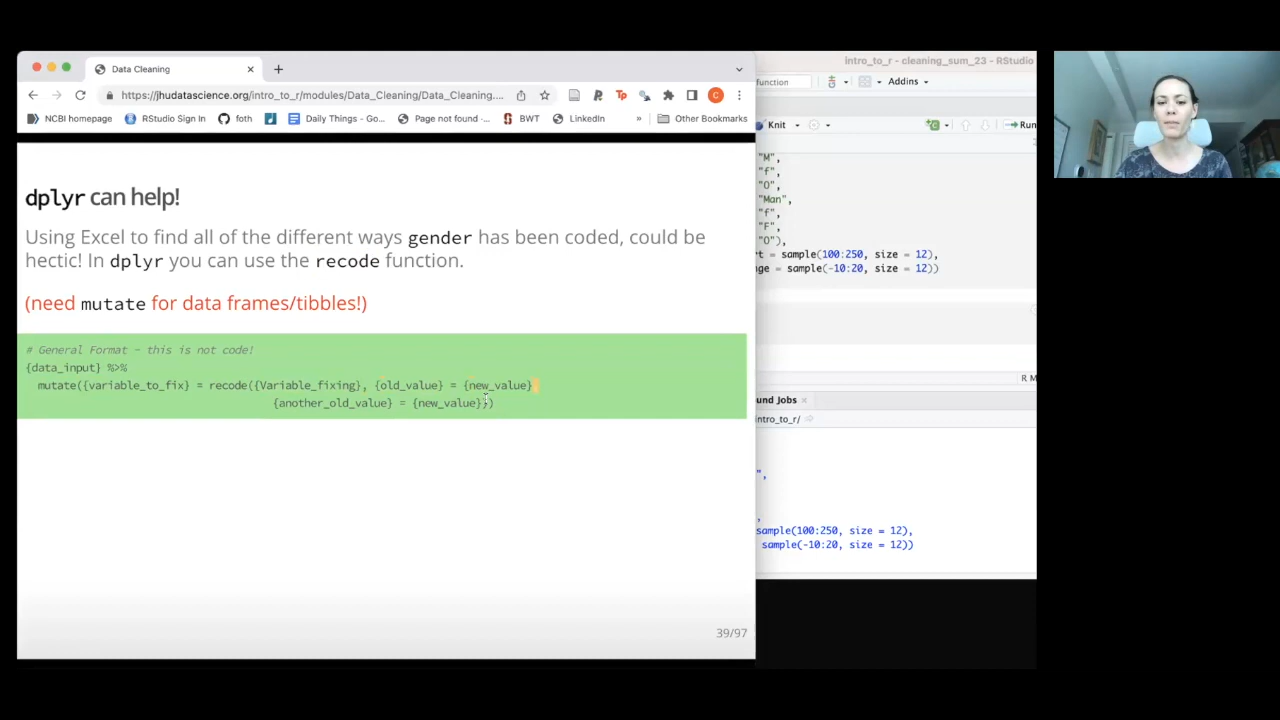 Data Cleaning
intro_to_r - cleaning_sum_23 - RStudio
https://jhudatascience.org/intro_to_r/modules/Data_Cleaning/Data_Cleaning....
function
Addins
NCBI homepage
RStudio Sign In
foth
Daily Things - Go...
Page not found -...
BWT
LinkedIn
»
Other Bookmarks
Knit
Run
"M",
"f",
"O",
"Man",
"f",
"F",
"O"),
rt = sample(100:250, size = 12),
ge = sample(-10:20, size = 12))
dplyr can help!
Using Excel to find all of the different ways gender has been coded, could be
hectic! In dplyr you can use the recode function.
(need mutate for data frames/tibbles!)
# General Format - this is not code!
{data_input} %>%
mutate({variable_to_fix} = recode({Variable_fixing}, {old_value} = {new_value}
{another_old_value} = {new_value}))
R M
und Jobs
intro_to_r/
",
,
sample(100:250, size = 12),
sample(-10:20, size = 12))
39/97